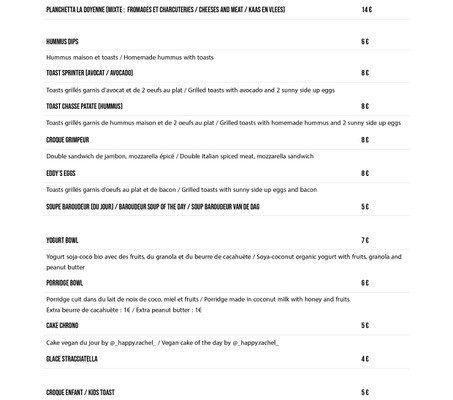 PLANCHETTA LA DOYENNE (MIXTE : FROMAGES ET CHARCUTERIES / CHEESES AND MEAT / KAAS EN VLEES) 14 €
HUMMUS DIPS 6 €
Hummus maison et toasts / Homemade hummus with toasts
TOAST SPRINTER (AVOCAT / AVOCADO) 8 €
Toasts grillés garnis d'avocat et de 2 oeufs au plat / Grilled toasts with avocado and 2 sunny side up eggs
TOAST CHASSE PATATE (HUMMUS) 8 €
Toasts grillés garnis de hummus maison et de 2 oeufs au plat / Grilled toasts with homemade hummus and 2 sunny side up eggs
CROQUE GRIMPEUR 8 €
Double sandwich de jambon, mozzarella épicé / Double Italian spiced meat, mozzarella sandwich
EDDY'S EGGS 8 €
Toasts grillés garnis d'oeufs au plat et de bacon / Grilled toasts with sunny side up eggs and bacon
SOUPE BAROUDEUR (DU JOUR) / BAROUDEUR SOUP OF THE DAY / SOUP BAROUDEUR VAN DE DAG 5 €
YOGURT BOWL 7 €
Yogurt soja-coco bio avec des fruits, du granola et du beurre de cacahuète / Soya-coconut organic yogurt with fruits, granola and
peanut butter
PORRIDGE BOWL 6 €
Porridge cuit dans du lait de noix de coco, miel et fruits / Porridge made in coconut milk with honey and fruits
Extra beurre de cacahuète : 1€ / Extra peanut butter : 1€
CAKE CHRONO 5 €
Cake vegan du jour by @_happy.rachel_ / Vegan cake of the day by @_happy.rachel_
GLACE STRACCIATELLA 4 €
CROQUE ENFANT / KIDS TOAST 5 €